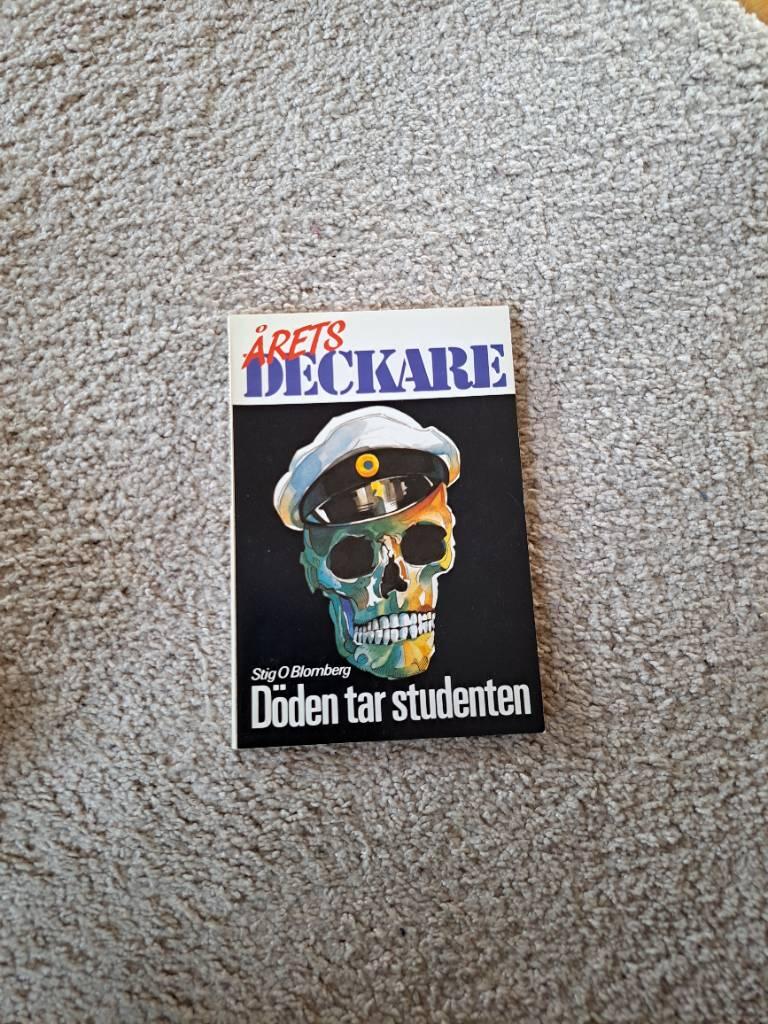 ÅRETS
DECKARE
Stig O Blomberg
Döden tar studenten